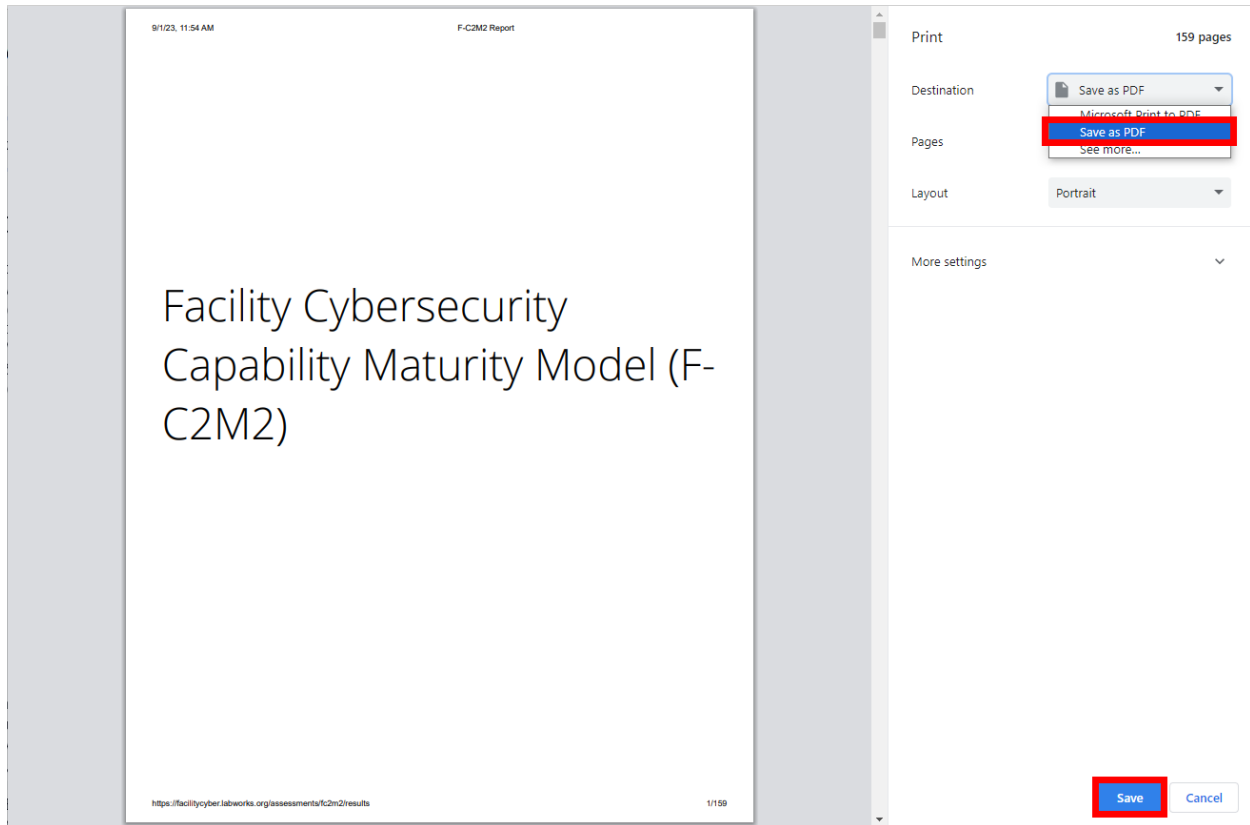 9/1/23, 11:54 AM F-C2M2 Report
Facility Cybersecurity
Capability Maturity Model (F-
C2M2)
https://facilitycyber.labworks.org/assessments/fc2m2/results 1/159
Print 159 pages
Destination Save as PDF
Microsoft Print to PDF
Save as PDF
Pages
See more...
Layout Portrait
More settings
Save Cancel